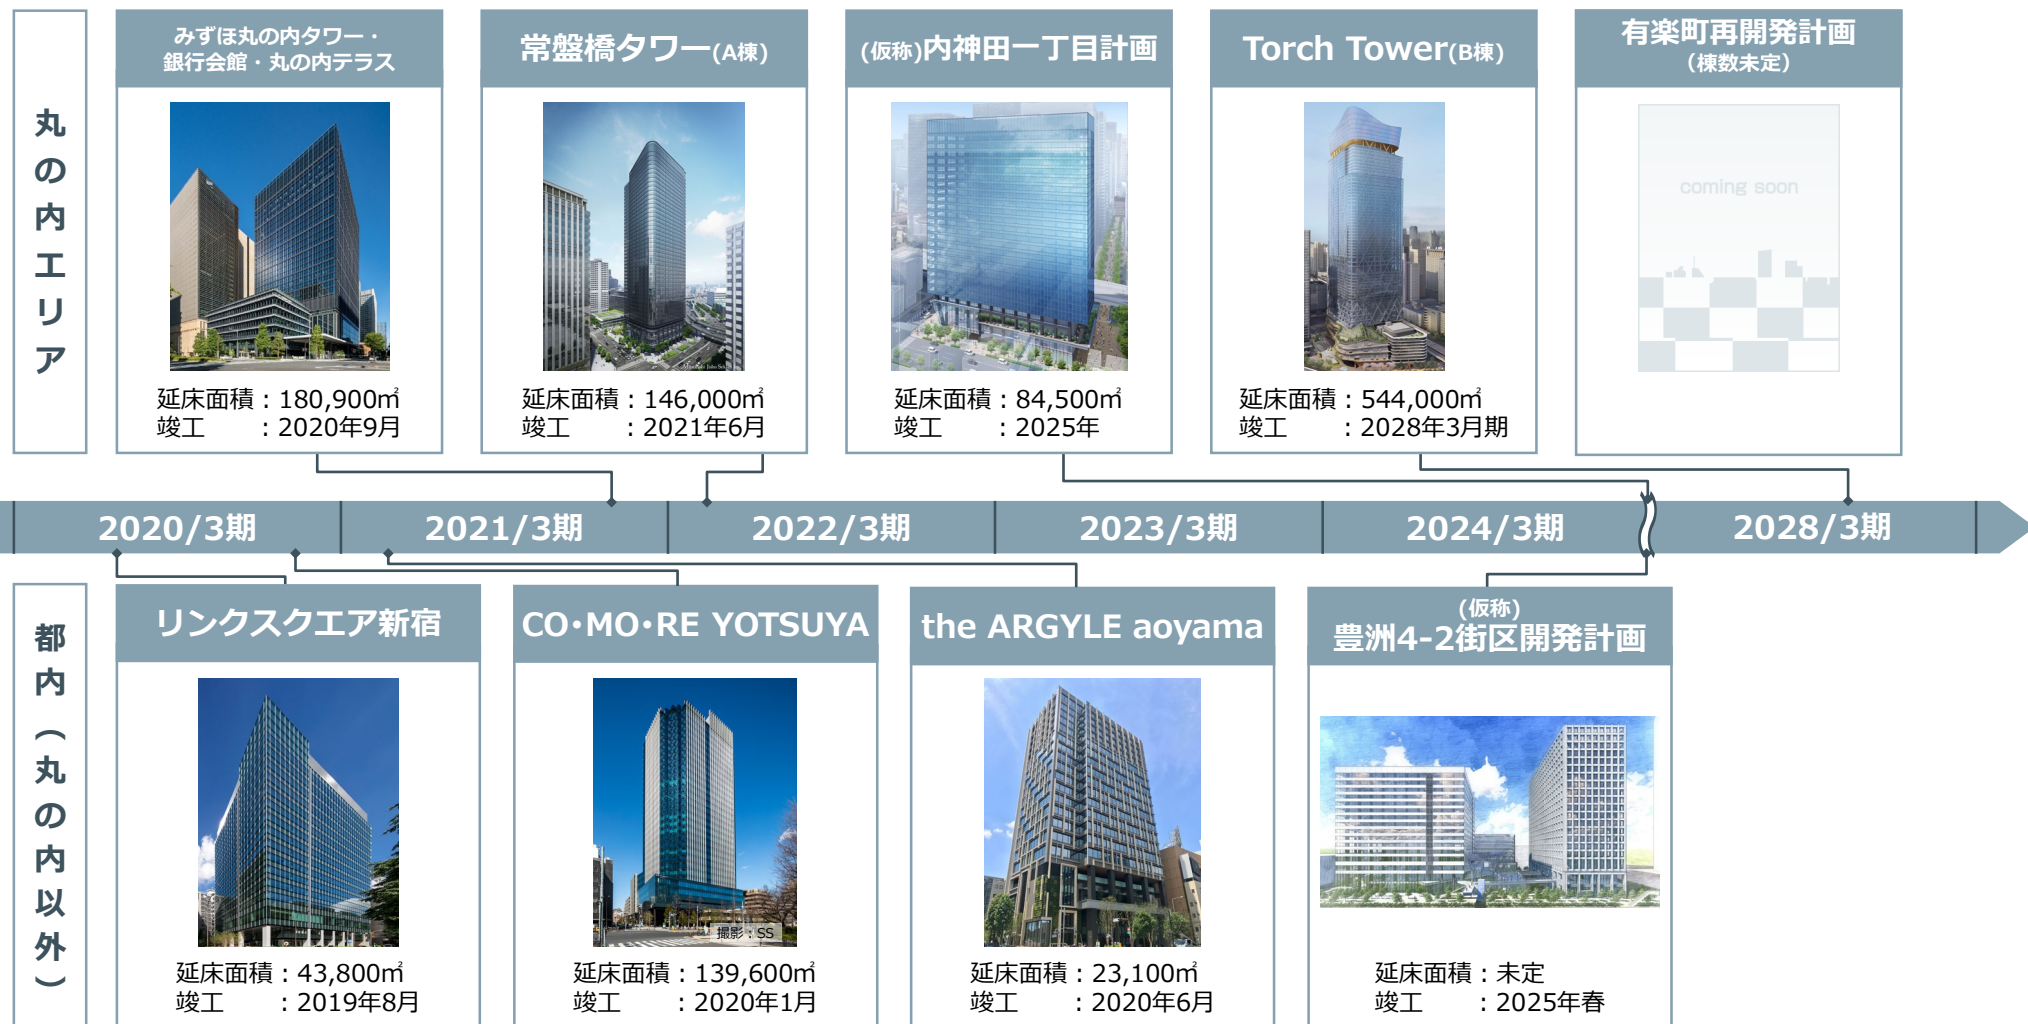 丸の内エリア
みずほ丸の内タワー・
銀行会館・丸の内テラス
延床面積：180,900㎡
竣工　　：2020年9月
常盤橋タワー(A棟)
延床面積：146,000㎡
竣工　　：2021年6月
(仮称)内神田一丁目計画
延床面積：84,500㎡
竣工　　：2025年
Torch Tower(B棟)
延床面積：544,000㎡
竣工　　：2028年3月期
有楽町再開発計画
（棟数未定）
coming soon
2020/3期
2021/3期
2022/3期
2023/3期
2024/3期
2028/3期
都内（丸の内以外）
リンクスクエア新宿
延床面積：43,800㎡
竣工　　：2019年8月
CO・MO・RE YOTSUYA
撮影：SS
延床面積：139,600㎡
竣工　　：2020年1月
the ARGYLE aoyama
延床面積：23,100㎡
竣工　　：2020年6月
(仮称)
豊洲4-2街区開発計画
延床面積：未定
竣工　　：2025年春